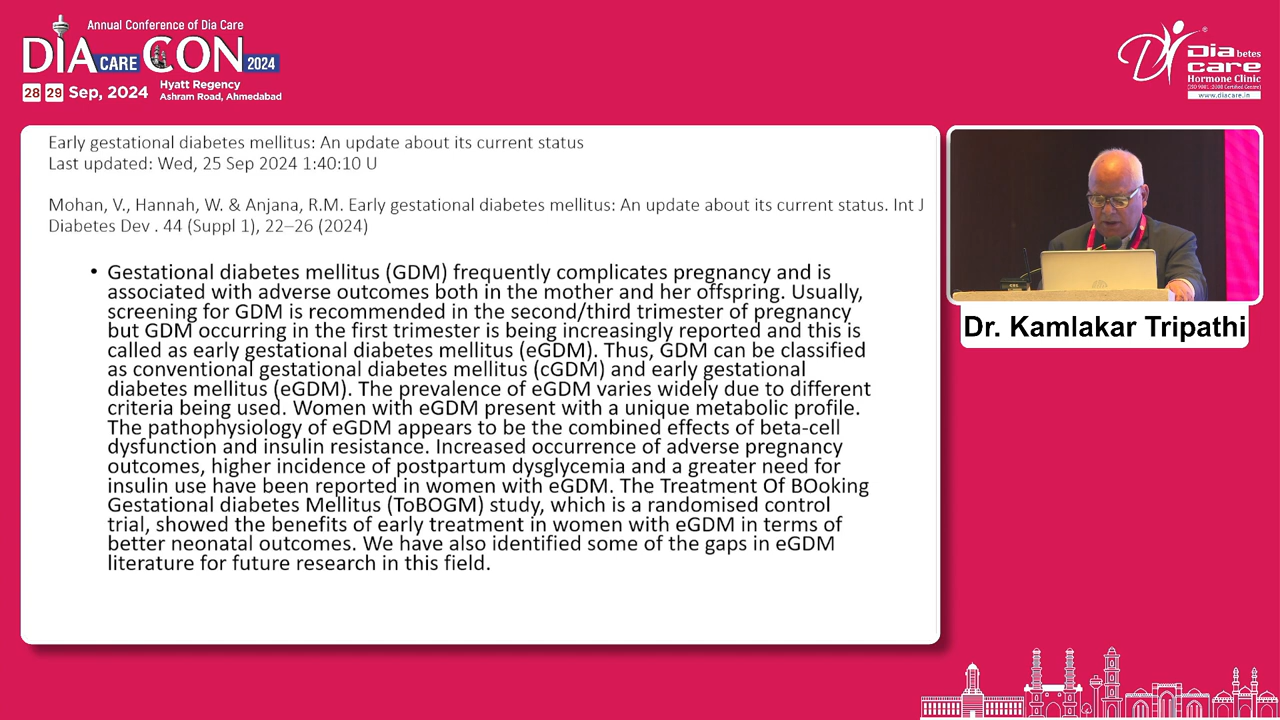 Annual Conference of Dia Care
DIA CARE CON 2024
28 29 Sep, 2024
Hyatt Regency
Ashram Road, Ahmedabad
Diabetes
care
Hormone Clinic
(ISO 9001:2008 Certified Centre)
www.diacare.in
Early gestational diabetes mellitus: An update about its current status
Last updated: Wed, 25 Sep 2024 1:40:10 U
Mohan, V., Hannah, W. & Anjana, R.M. Early gestational diabetes mellitus: An update about its current status. Int J
Diabetes Dev . 44 (Suppl 1), 22–26 (2024)
• Gestational diabetes mellitus (GDM) frequently complicates pregnancy and is
associated with adverse outcomes both in the mother and her offspring. Usually,
screening for GDM is recommended in the second/third trimester of pregnancy
but GDM occurring in the first trimester is being increasingly reported and this is
called as early gestational diabetes mellitus (eGDM). Thus, GDM can be classified
as conventional gestational diabetes mellitus (cGDM) and early gestational
diabetes mellitus (eGDM). The prevalence of eGDM varies widely due to different
criteria being used. Women with eGDM present with a unique metabolic profile.
The pathophysiology of eGDM appears to be the combined effects of beta-cell
dysfunction and insulin resistance. Increased occurrence of adverse pregnancy
outcomes, higher incidence of postpartum dysglycemia and a greater need for
insulin use have been reported in women with eGDM. The Treatment Of BOoking
Gestational diabetes Mellitus (ToBOGM) study, which is a randomised control
trial, showed the benefits of early treatment in women with eGDM in terms of
better neonatal outcomes. We have also identified some of the gaps in eGDM
literature for future research in this field.
Dr. Kamlakar Tripathi